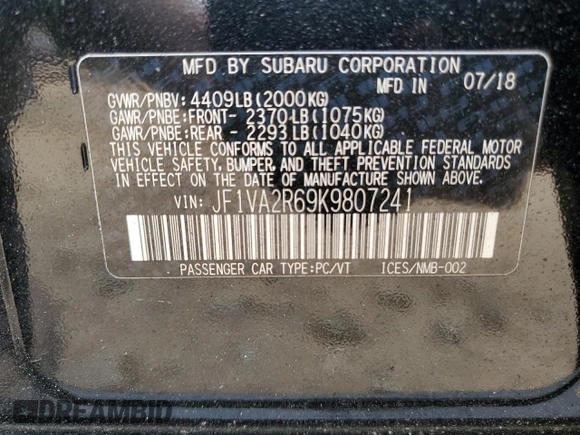 MFD BY SUBARU CORPORATION
MFD IN 07/18
GVWR/PNBV: 4409LB(2000KG)
GAWR/PNBE:FRONT- 2370LB(1075KG)
GAWR/PNBE:REAR - 2293LB(1040KG)
THIS VEHICLE CONFORMS TO ALL APPLICABLE FEDERAL MOTOR
VEHICLE SAFETY, BUMPER, AND THEFT PREVENTION STANDARDS
IN EFFECT ON THE DATE OF MANUFACTURE SHOWN ABOVE.
VIN: JF1VA2R69K9807241
PASSENGER CAR TYPE:PC/VT ICES/NMB-002
DREAMBID